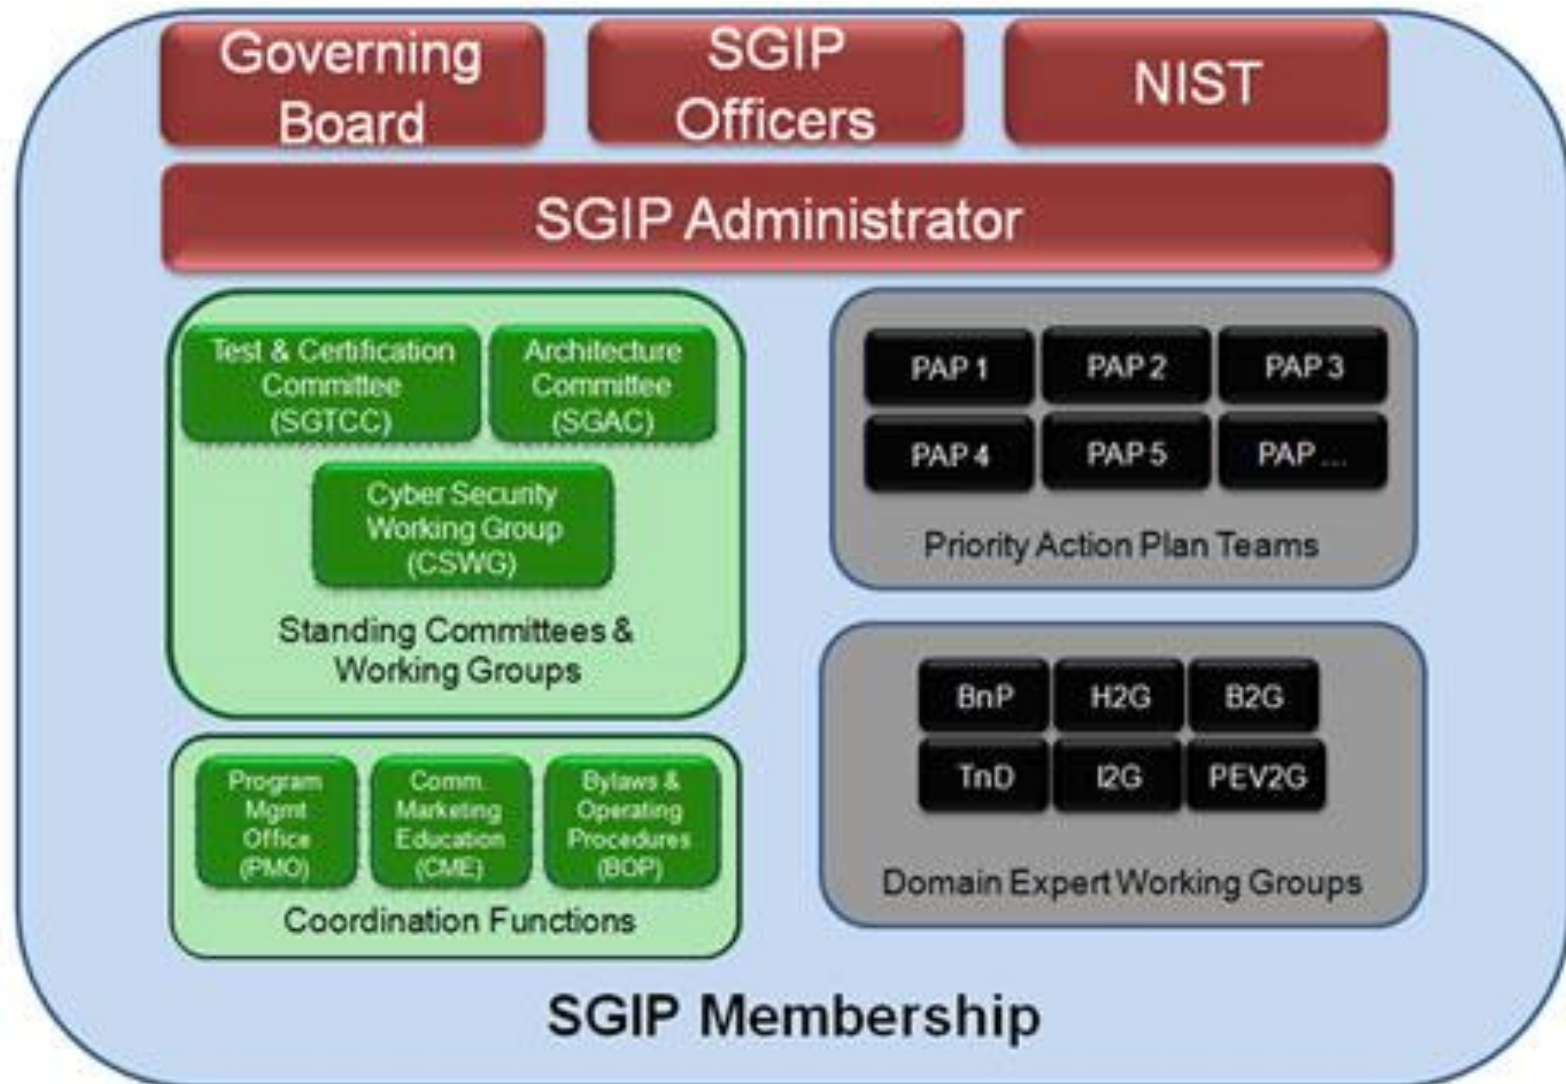 Governing
Board
SGIP
Officers
NIST
SGIP Administrator
Test & Certification
Committee
(SGTCC)
Architecture
Committee
(SGAC)
Cyber Security
Working Group
(CSWG)
Standing Committees &
Working Groups
Program
Mgmt
Office
(PMO)
Comm.
Marketing
Education
(CME)
Bylaws &
Operating
Procedures
(BOP)
Coordination Functions
PAP 1
PAP 2
PAP 3
PAP 4
PAP 5
PAP ...
Priority Action Plan Teams
BnP
H2G
B2G
TnD
I2G
PEV2G
Domain Expert Working Groups
SGIP Membership